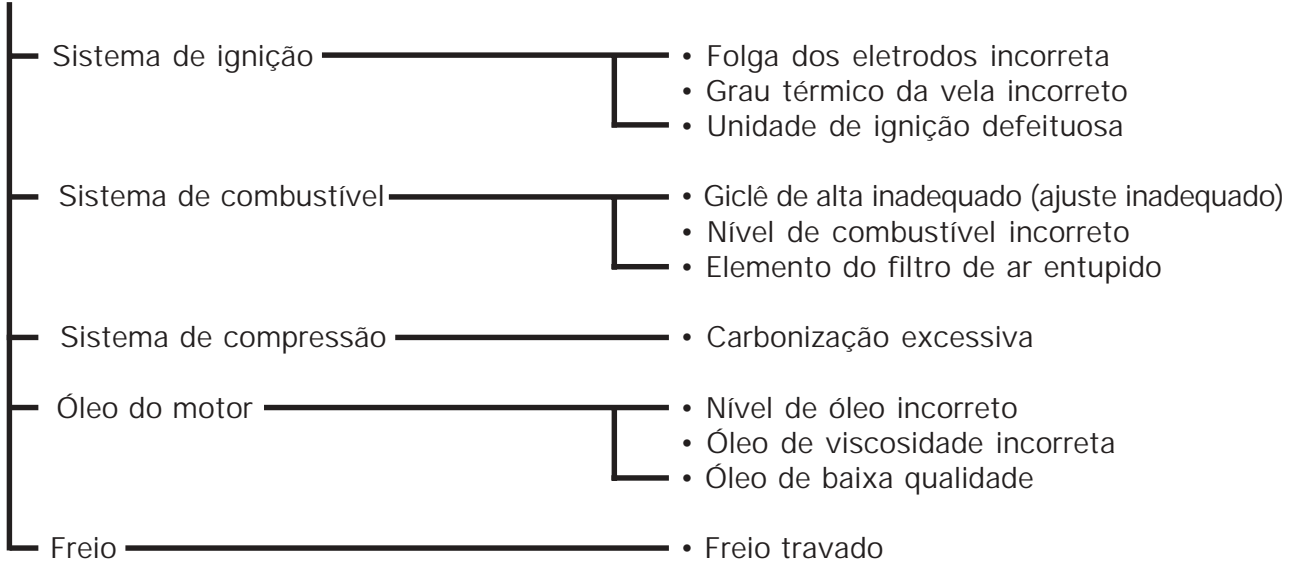 Sistema de ignição • Folga dos eletrodos incorreta
• Grau térmico da vela incorreto
• Unidade de ignição defeituosa
Sistema de combustível • Giclê de alta inadequado (ajuste inadequado)
• Nível de combustível incorreto
• Elemento do filtro de ar entupido
Sistema de compressão • Carbonização excessiva
Óleo do motor • Nível de óleo incorreto
• Óleo de viscosidade incorreta
• Óleo de baixa qualidade
Freio • Freio travado